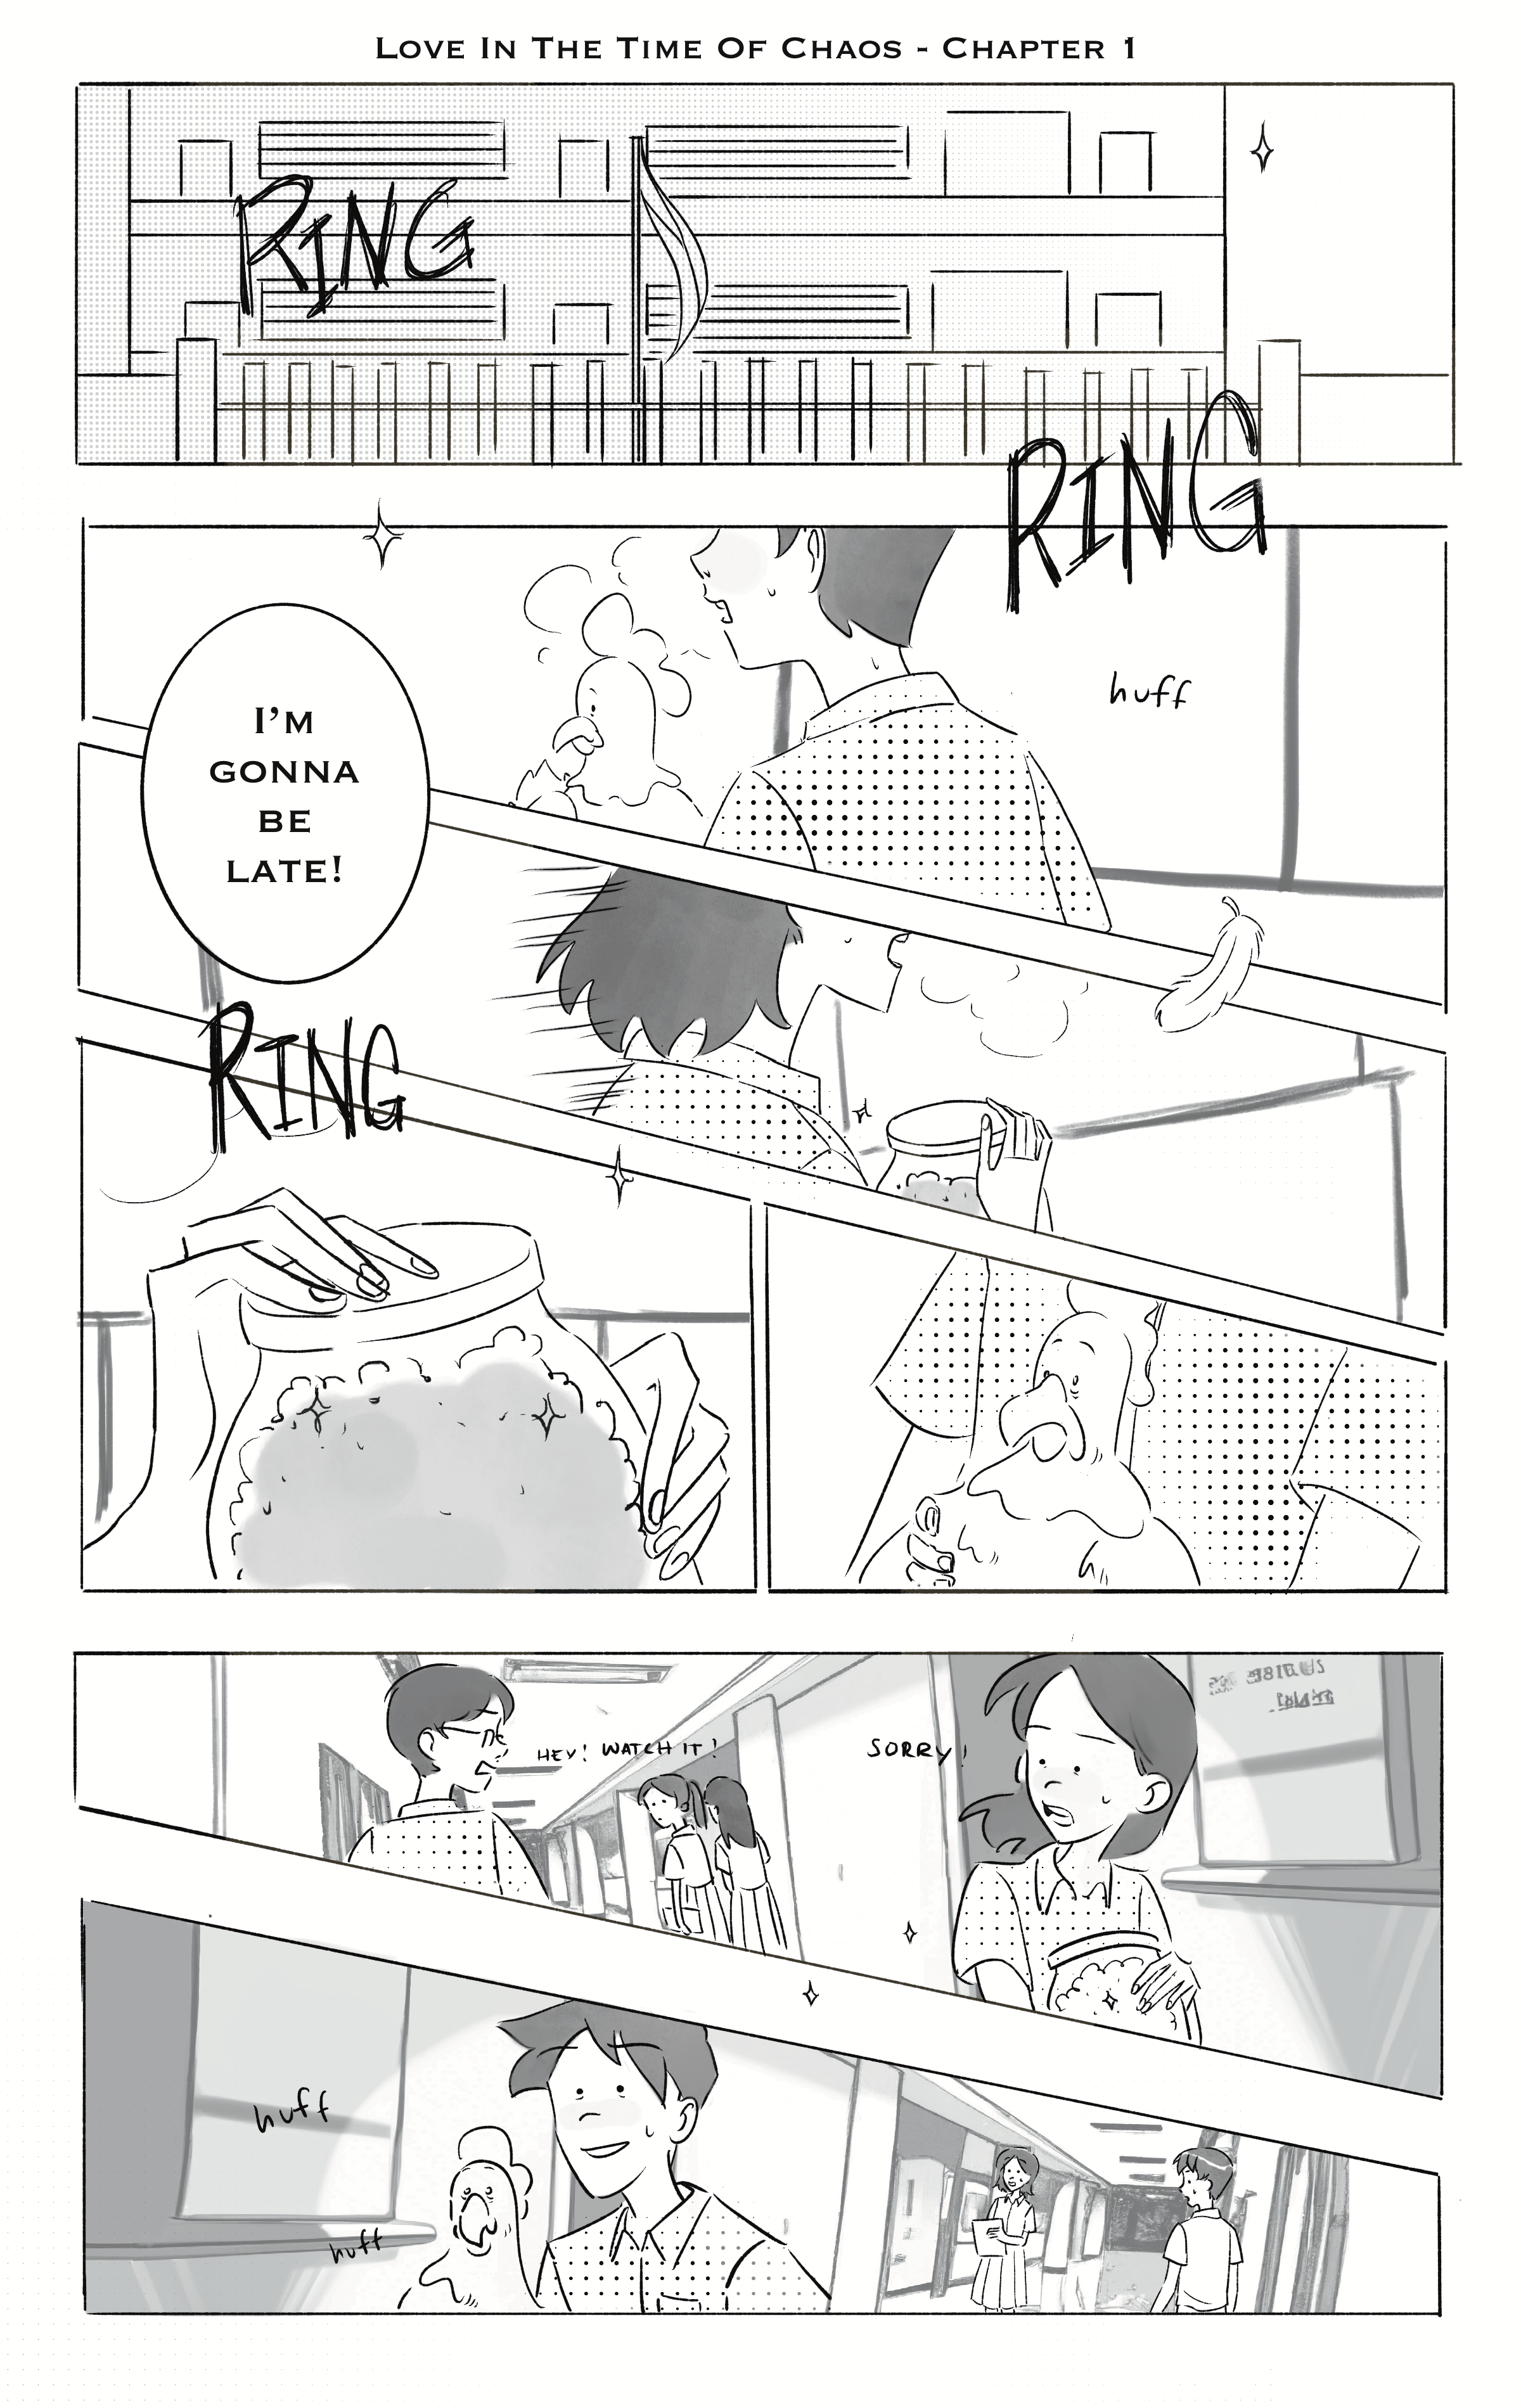 LOVE IN THE TIME OF CHAOS - CHAPTER 1
RING
RING
huff
I'M
GONNA
BE
LATE!
RING
HEY! WATCH IT!
SORRY!
huff
huff